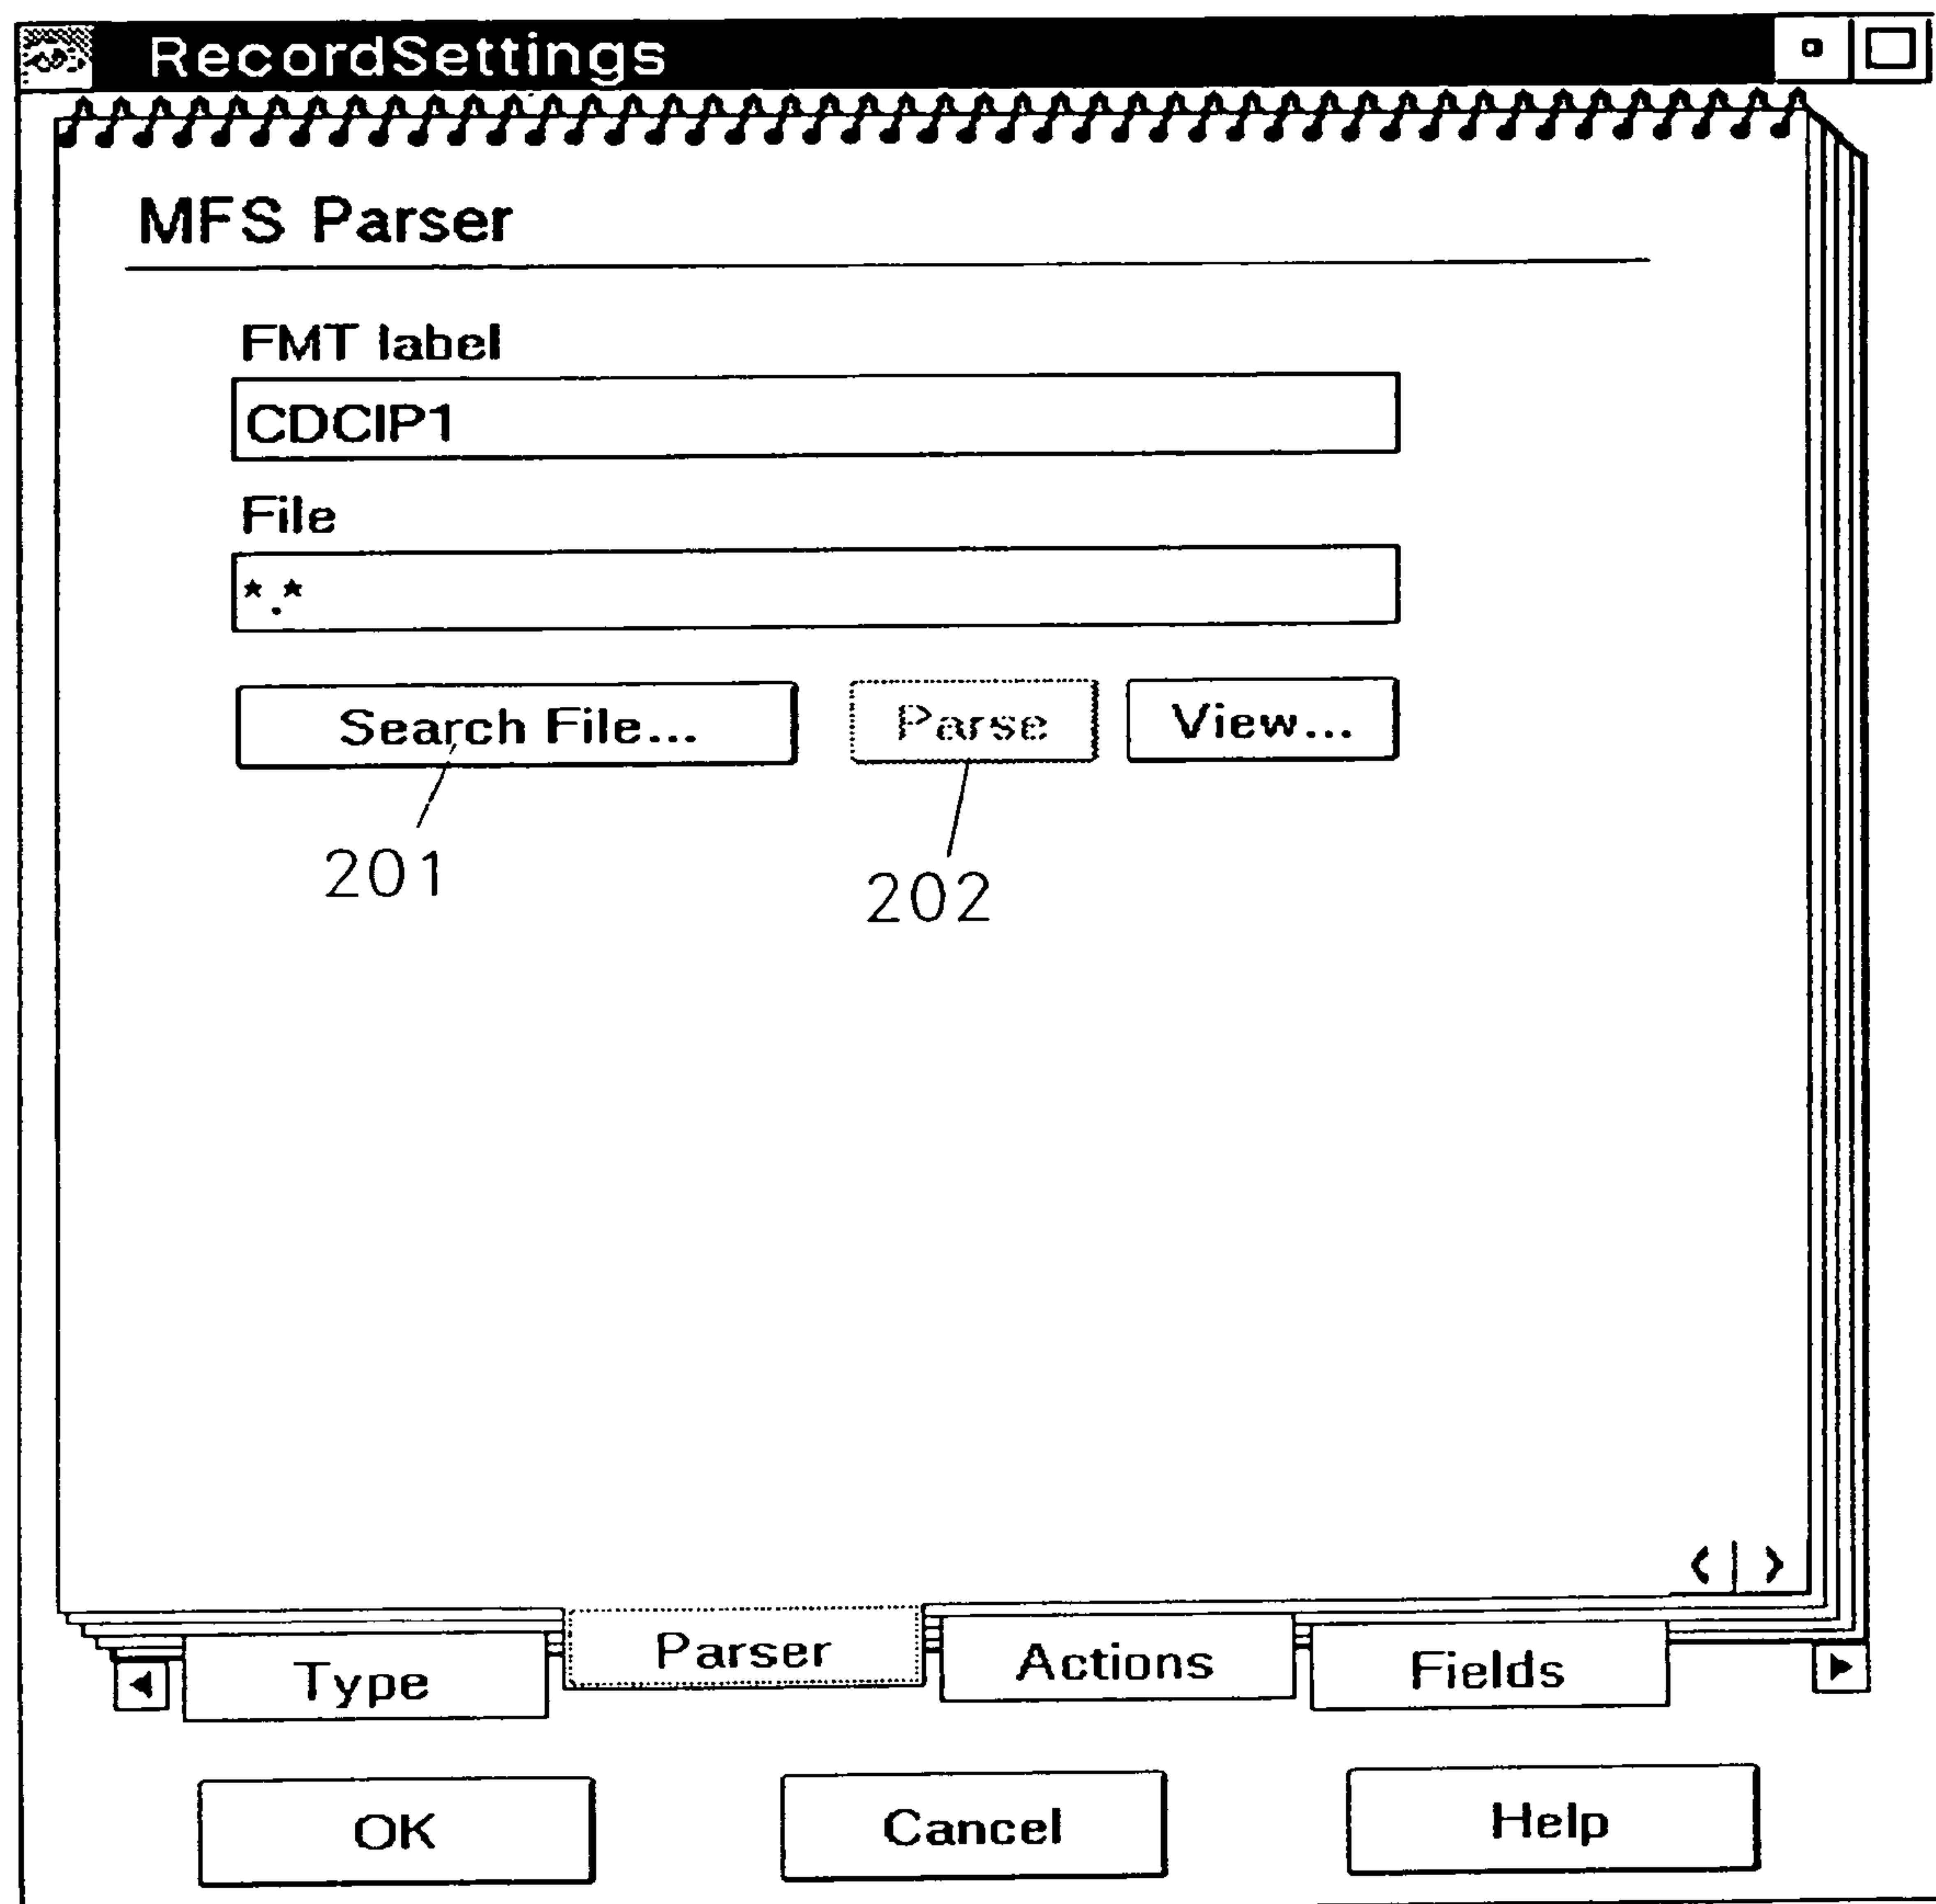 RecordSettings
MFS Parser
FMT label
CDCIP1
File
*.*
Search File... Parse View...
201 202
< | >
Type Parser Actions Fields
OK Cancel Help